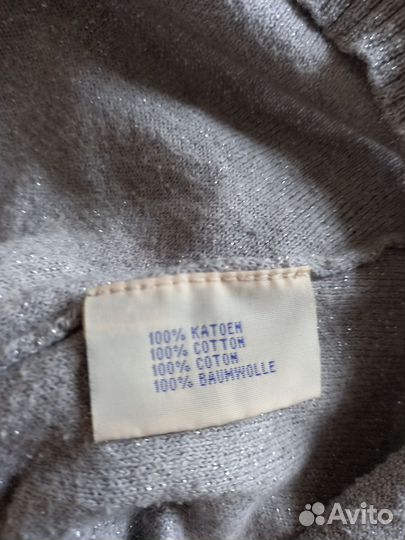 100% KATOEN
100% COTTON
100% COTON
100% BAUMWOLLE
Avito